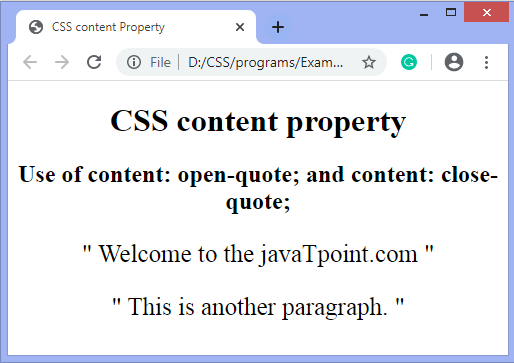 CSS content Property
File
D:/CSS/programs/Exam...
CSS content property
Use of content: open-quote; and content: close-
quote;
" Welcome to the javaTpoint.com "
" This is another paragraph. "